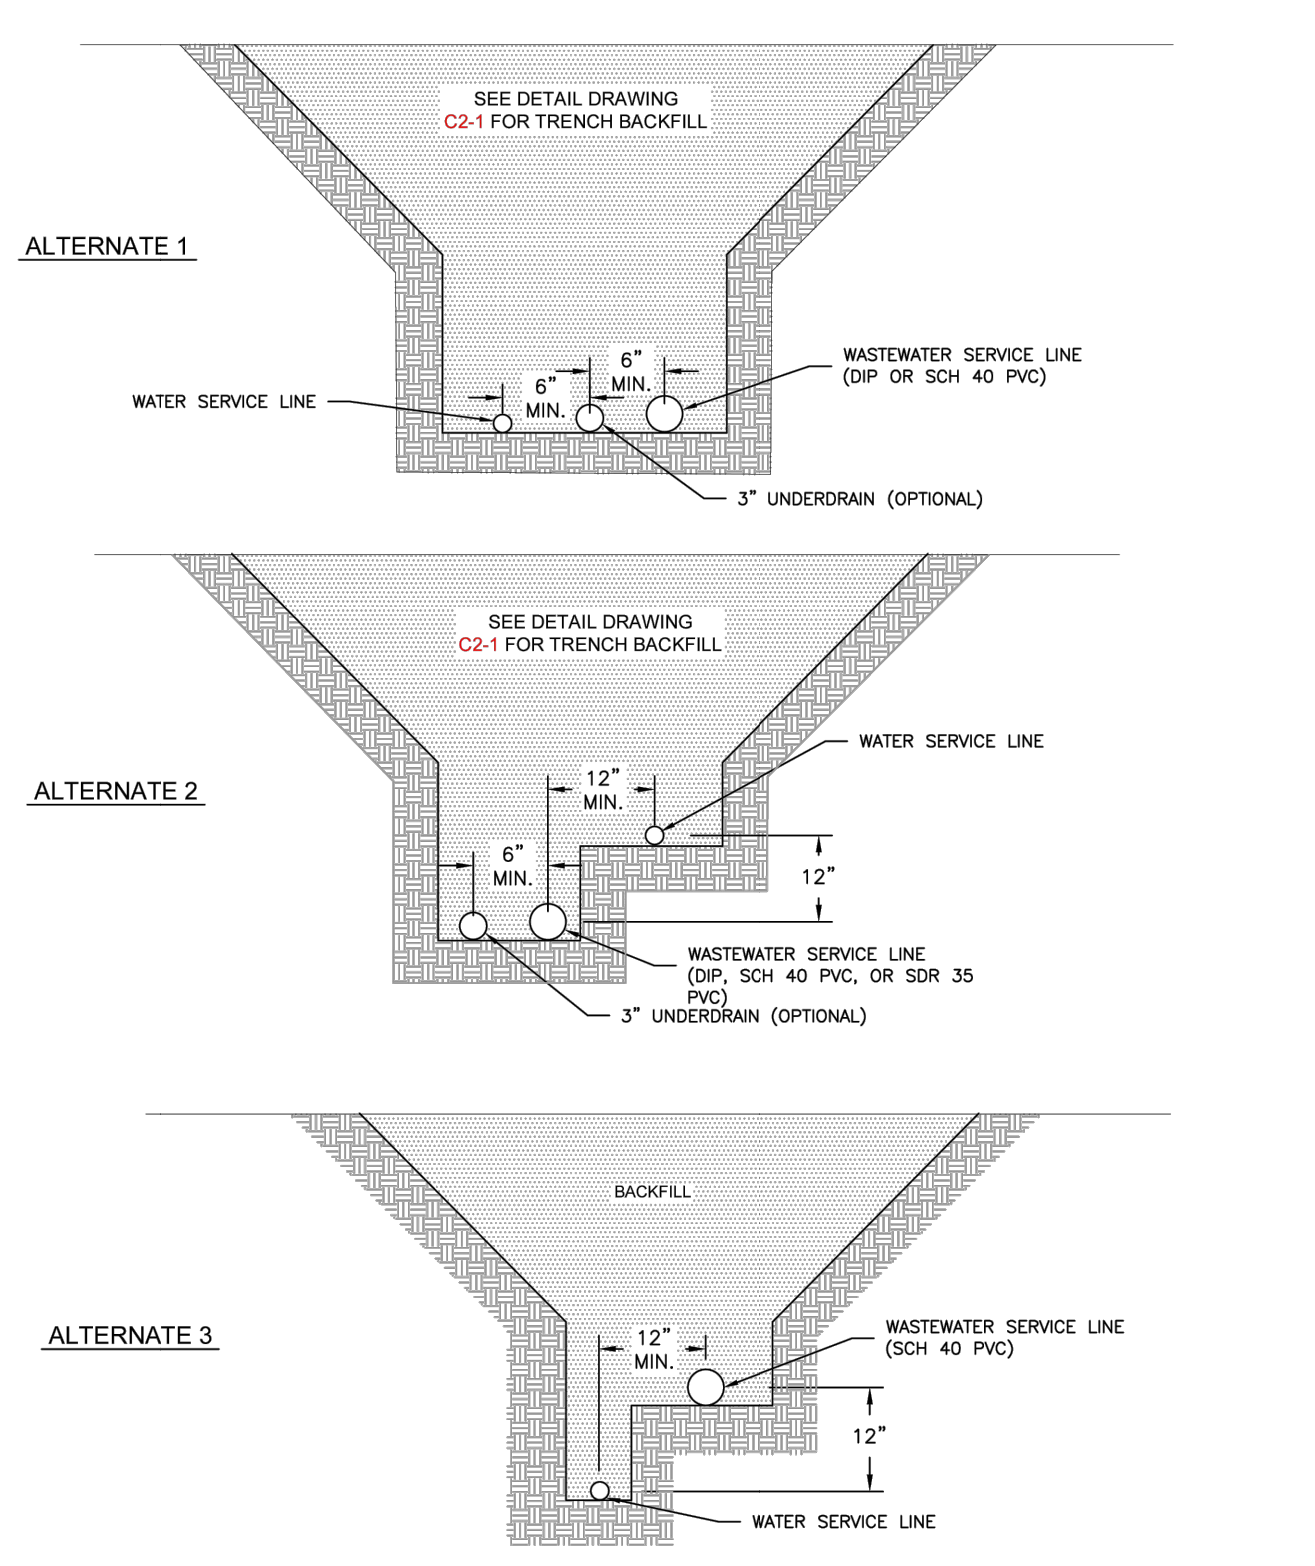 SEE DETAIL DRAWING
C2-1 FOR TRENCH BACKFILL
ALTERNATE 1
6”
MIN.
6”
MIN.
WASTEWATER SERVICE LINE
(DIP OR SCH 40 PVC)
WATER SERVICE LINE
3” UNDERDRAIN (OPTIONAL)
SEE DETAIL DRAWING
C2-1 FOR TRENCH BACKFILL
WATER SERVICE LINE
ALTERNATE 2
12”
MIN.
6”
MIN.
12”
WASTEWATER SERVICE LINE
(DIP, SCH 40 PVC, OR SDR 35
PVC)
3” UNDERDRAIN (OPTIONAL)
BACKFILL
ALTERNATE 3
12”
MIN.
WASTEWATER SERVICE LINE
(SCH 40 PVC)
12”
WATER SERVICE LINE